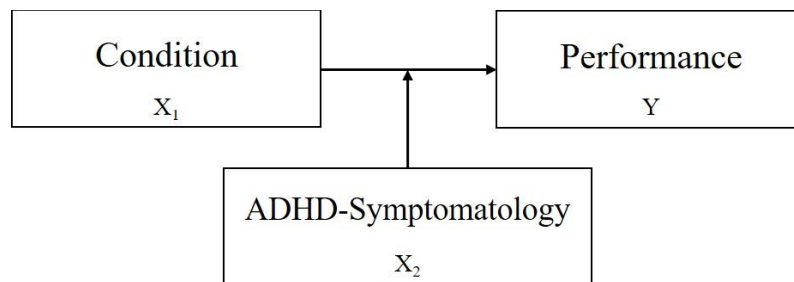 Condition
X₁
Performance
Y
ADHD-Symptomatology
X₂